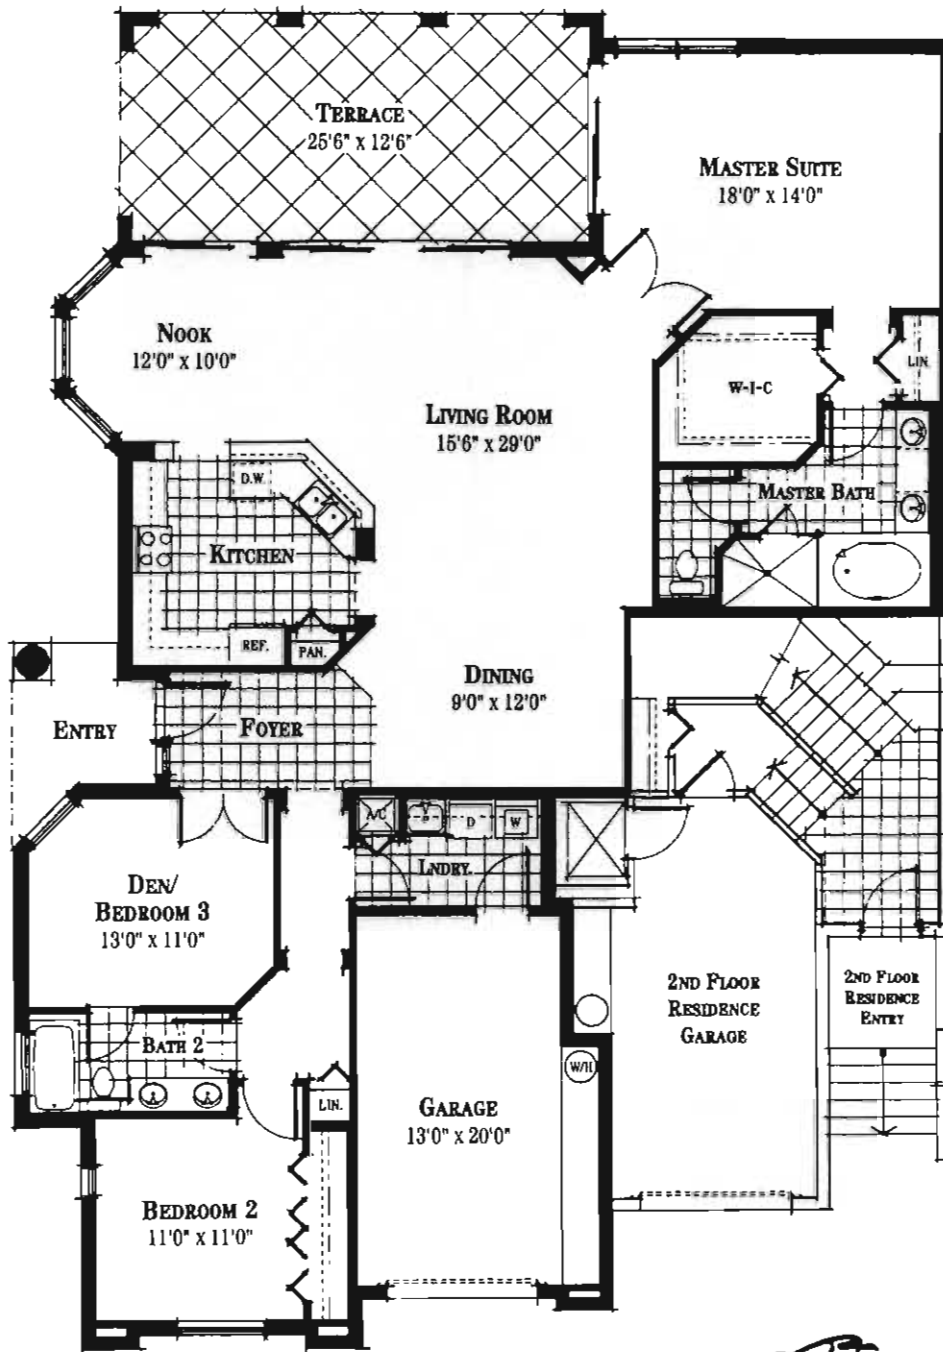 TERRACE
25'6" x 12'6"
MASTER SUITE
18'0" x 14'0"
NOOK
12'0" x 10'0"
LIVING ROOM
15'6" x 29'0"
W-I-C
LIN.
D.W.
MASTER BATH
KITCHEN
REF.
PAN.
DINING
9'0" x 12'0"
ENTRY
FOYER
A/C
D
W
LNDRY.
DEN/
BEDROOM 3
13'0" x 11'0"
2ND FLOOR
RESIDENCE
GARAGE
2ND FLOOR
RESIDENCE
ENTRY
BATH 2
W/H
LIN.
GARAGE
13'0" x 20'0"
BEDROOM 2
11'0" x 11'0"